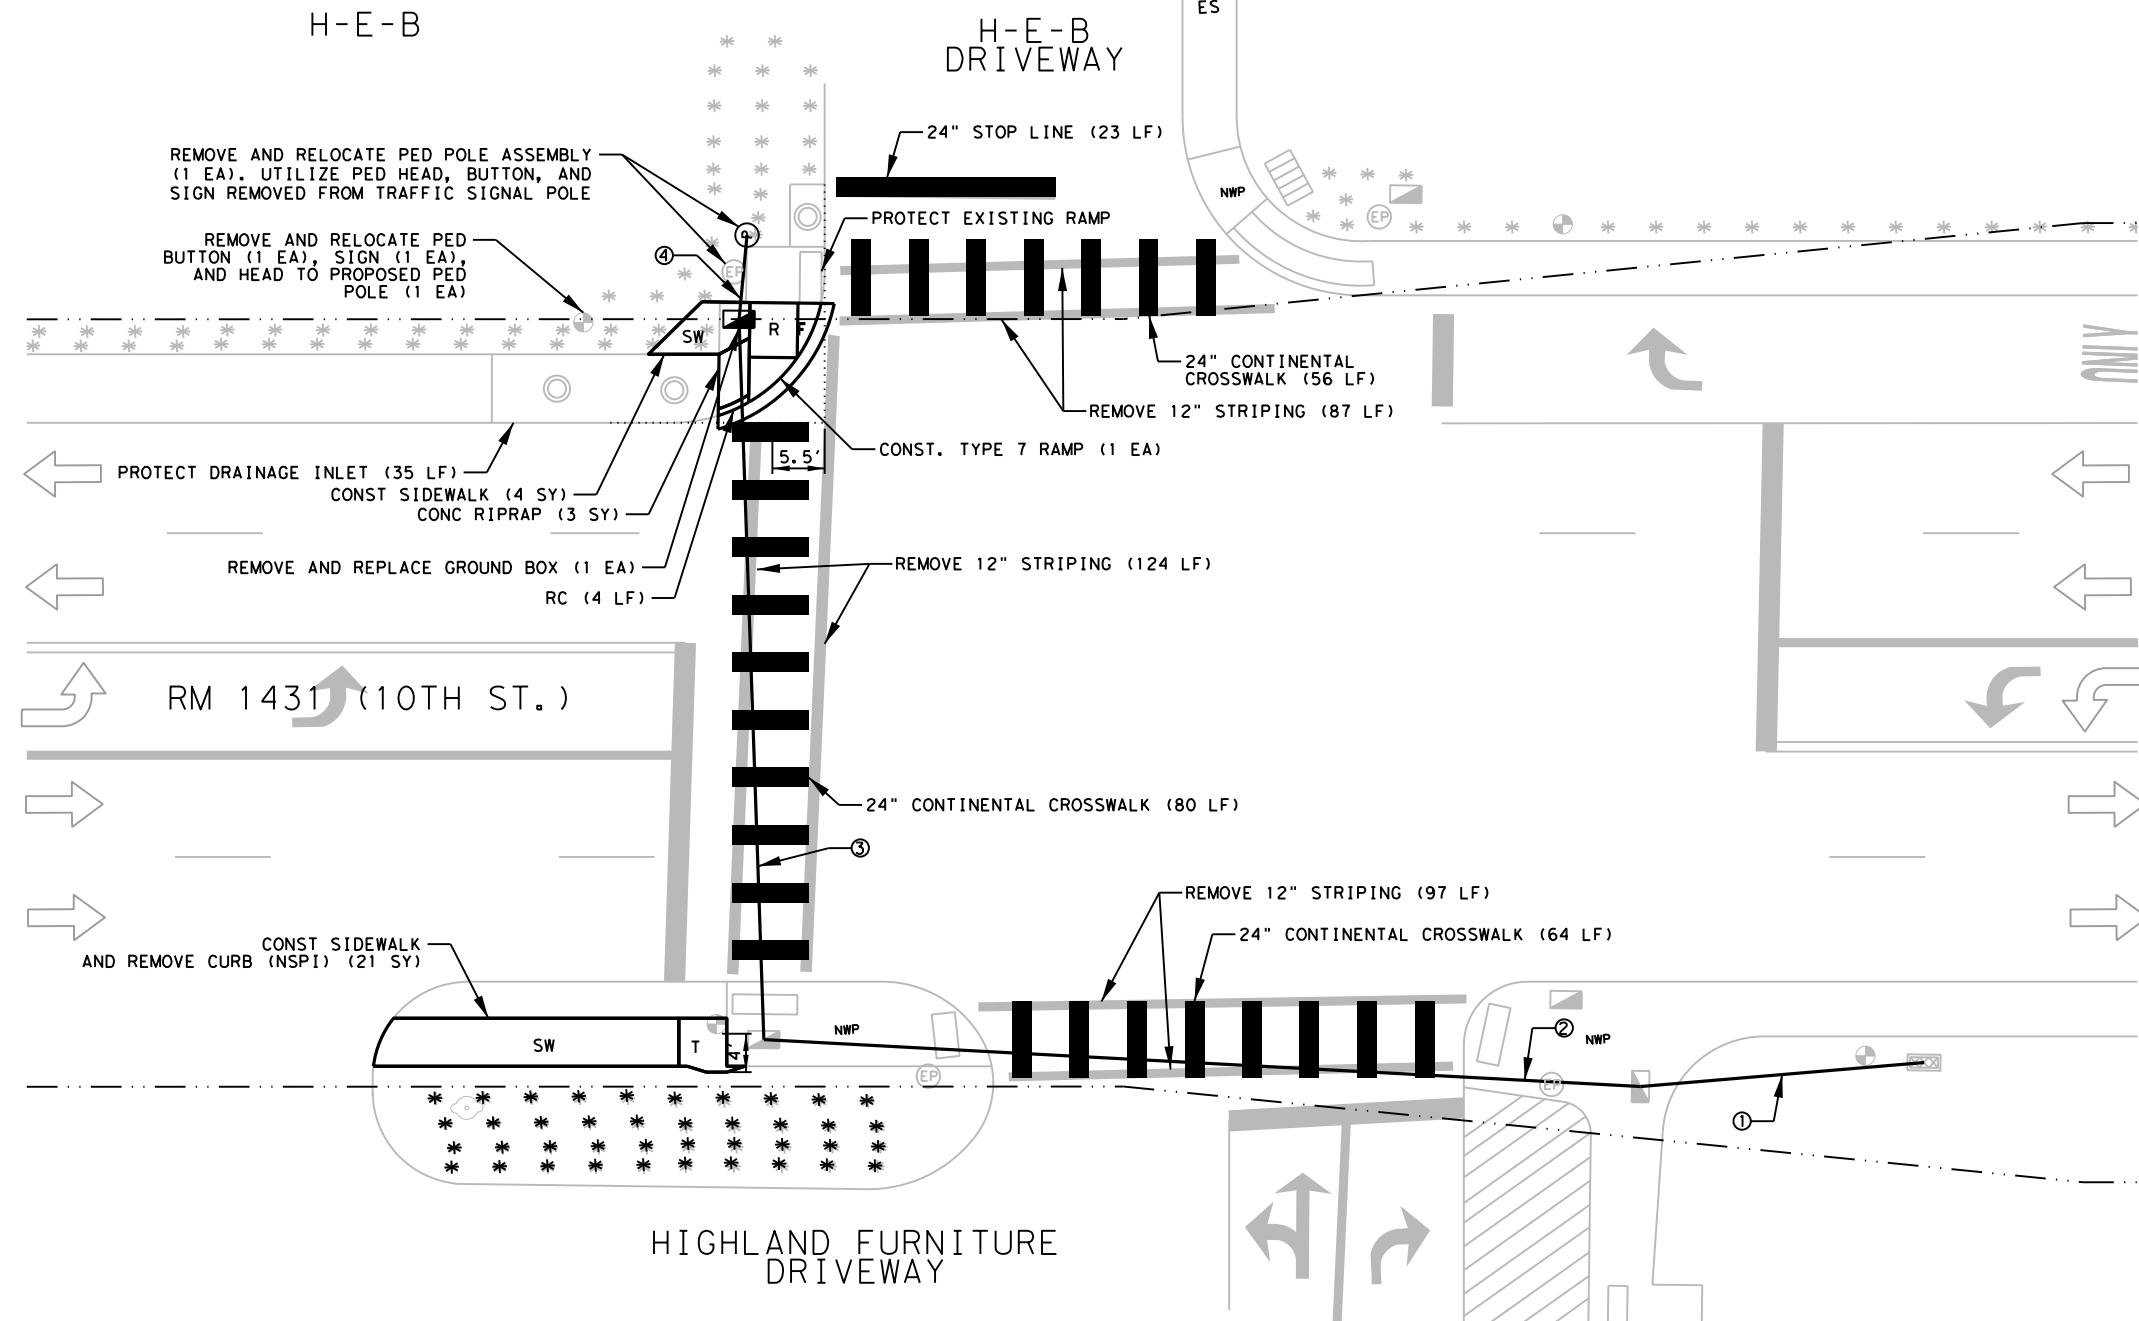 H-E-B
H-E-B
DRIVEWAY
ES
24" STOP LINE (23 LF)
REMOVE AND RELOCATE PED POLE ASSEMBLY
(1 EA). UTILIZE PED HEAD, BUTTON, AND
SIGN REMOVED FROM TRAFFIC SIGNAL POLE
NWP
EP
PROTECT EXISTING RAMP
REMOVE AND RELOCATE PED
BUTTON (1 EA), SIGN (1 EA),
AND HEAD TO PROPOSED PED
POLE (1 EA)
4
EP
SW
R
F
24" CONTINENTAL
CROSSWALK (56 LF)
REMOVE 12" STRIPING (87 LF)
CONST. TYPE 7 RAMP (1 EA)
5.5'
PROTECT DRAINAGE INLET (35 LF)
CONST SIDEWALK (4 SY)
CONC RIPRAP (3 SY)
REMOVE AND REPLACE GROUND BOX (1 EA)
RC (4 LF)
REMOVE 12" STRIPING (124 LF)
RM 1431 (10TH ST.)
24" CONTINENTAL CROSSWALK (80 LF)
3
REMOVE 12" STRIPING (97 LF)
24" CONTINENTAL CROSSWALK (64 LF)
CONST SIDEWALK
AND REMOVE CURB (NSPI) (21 SY)
SW
T
4'
NWP
EP
2
NWP
EP
1
HIGHLAND FURNITURE
DRIVEWAY